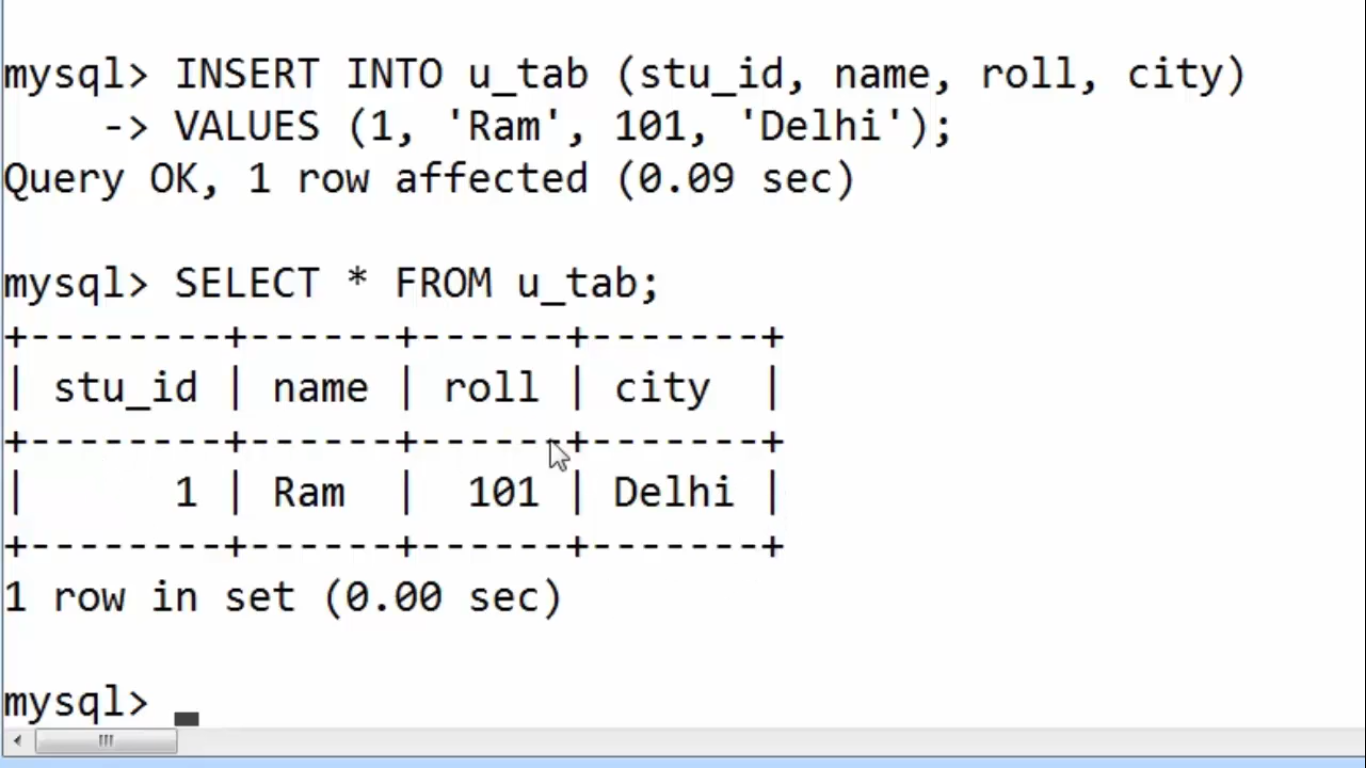 mysql> INSERT INTO u_tab (stu_id, name, roll, city)
    -> VALUES (1, 'Ram', 101, 'Delhi');
Query OK, 1 row affected (0.09 sec)
mysql> SELECT * FROM u_tab;
+--------+------+------+-------+
| stu_id | name | roll | city  |
+--------+------+------+-------+
|      1 | Ram  |  101 | Delhi |
+--------+------+------+-------+
1 row in set (0.00 sec)
mysql>